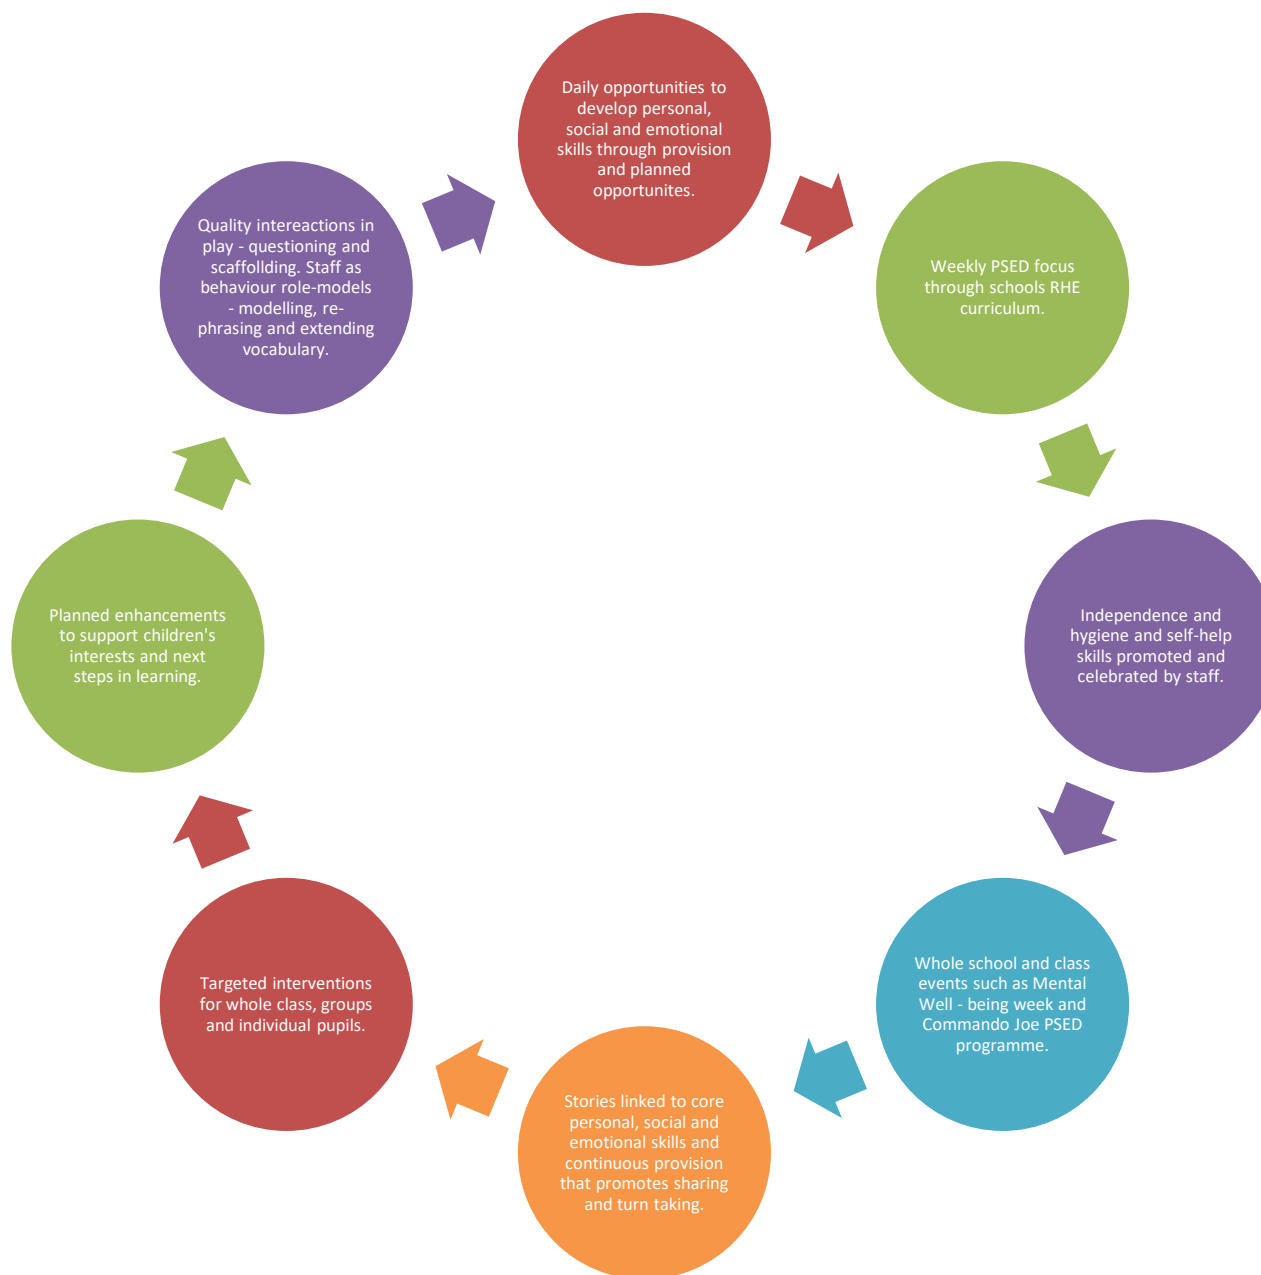 Daily opportunities to
develop personal,
social and emotional
skills through provision
and planned
opportunites.
Weekly PSED focus
through schools RHE
curriculum.
Independence and
hygiene and self-help
skills promoted and
celebrated by staff.
Whole school and class
events such as Mental
Well - being week and
Commando Joe PSED
programme.
Stories linked to core
personal, social and
emotional skills and
continuous provision
that promotes sharing
and turn taking.
Targeted interventions
for whole class, groups
and individual pupils.
Planned enhancements
to support children's
interests and next
steps in learning.
Quality intereactions in
play - questioning and
scaffollding. Staff as
behaviour role-models
- modelling, re-
phrasing and extending
vocabulary.